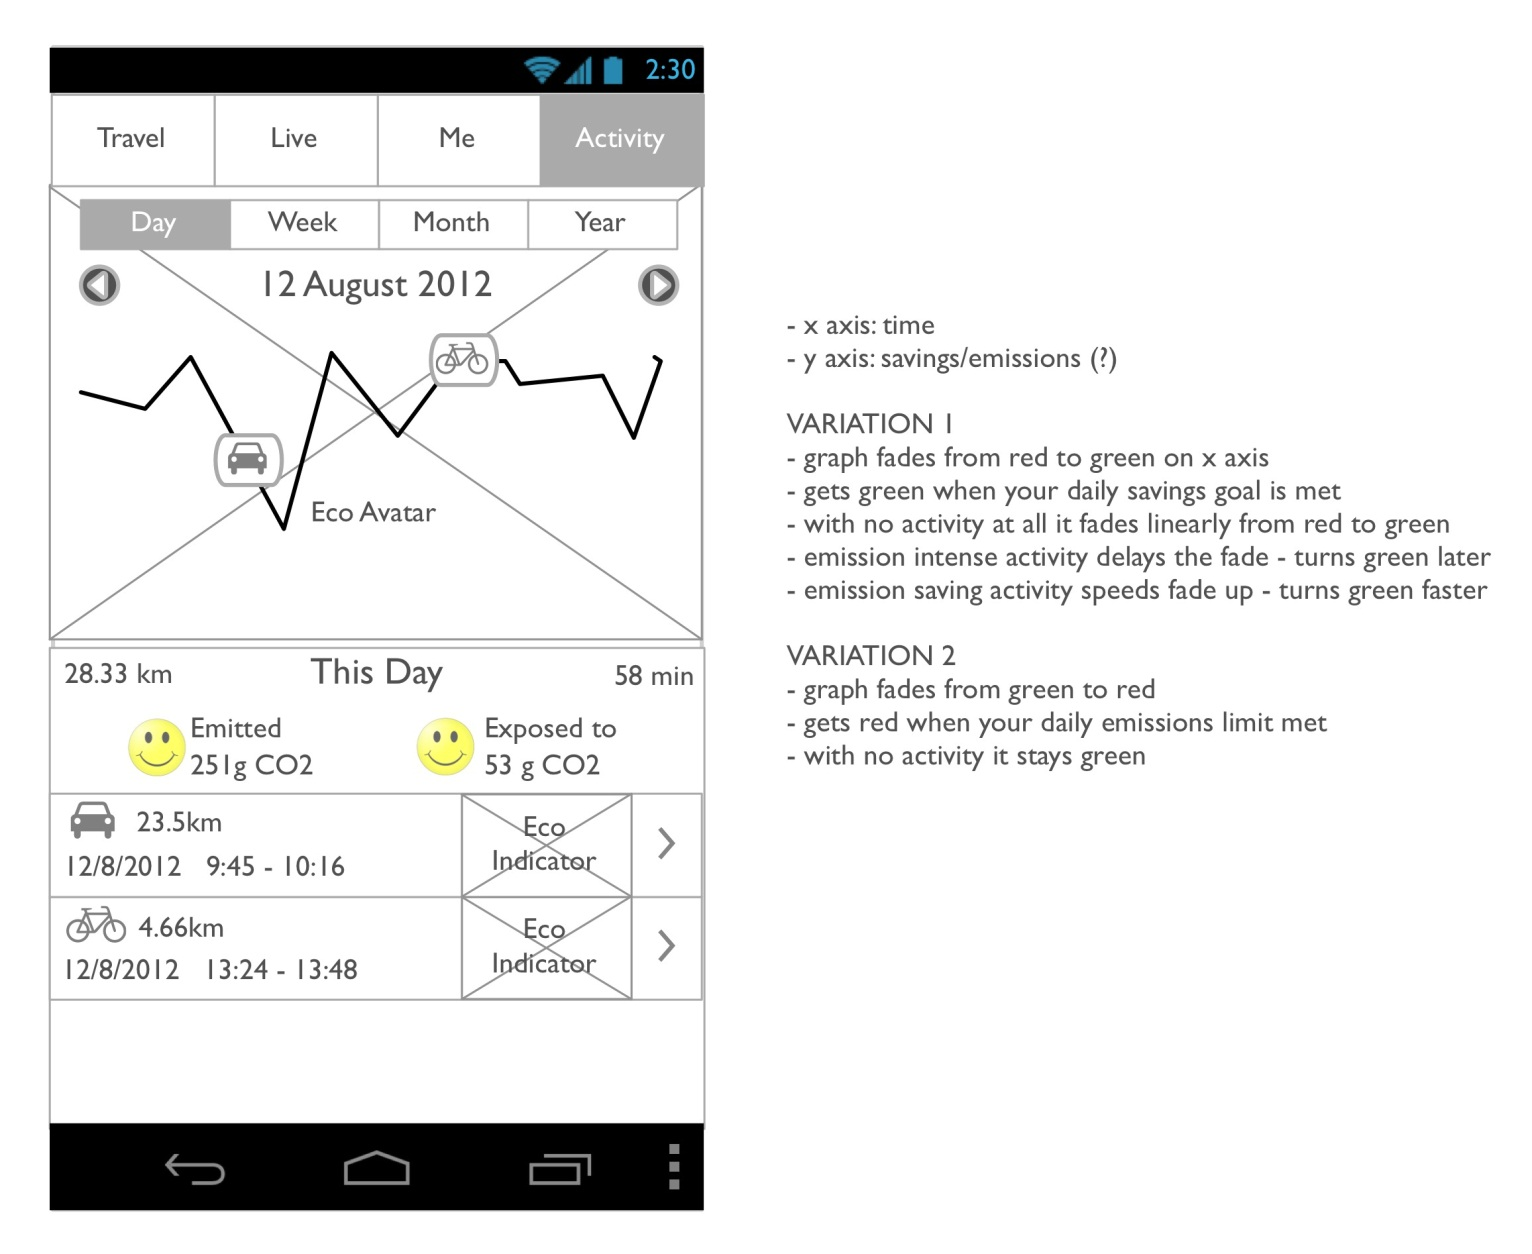 2:30
Travel Live Me Activity
Day Week Month Year
12 August 2012
Eco Avatar
28.33 km This Day 58 min
Emitted
251g CO2
Exposed to
53 g CO2
23.5km
12/8/2012 9:45 - 10:16
Eco
Indicator
4.66km
12/8/2012 13:24 - 13:48
Eco
Indicator
- x axis: time
- y axis: savings/emissions (?)
VARIATION 1
- graph fades from red to green on x axis
- gets green when your daily savings goal is met
- with no activity at all it fades linearly from red to green
- emission intense activity delays the fade - turns green later
- emission saving activity speeds fade up - turns green faster
VARIATION 2
- graph fades from green to red
- gets red when your daily emissions limit met
- with no activity it stays green